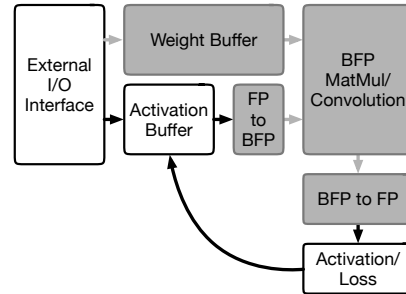 External
I/O
Interface
Weight Buffer
Activation
Buffer
FP
to
BFP
BFP
MatMul/
Convolution
BFP to FP
Activation/
Loss